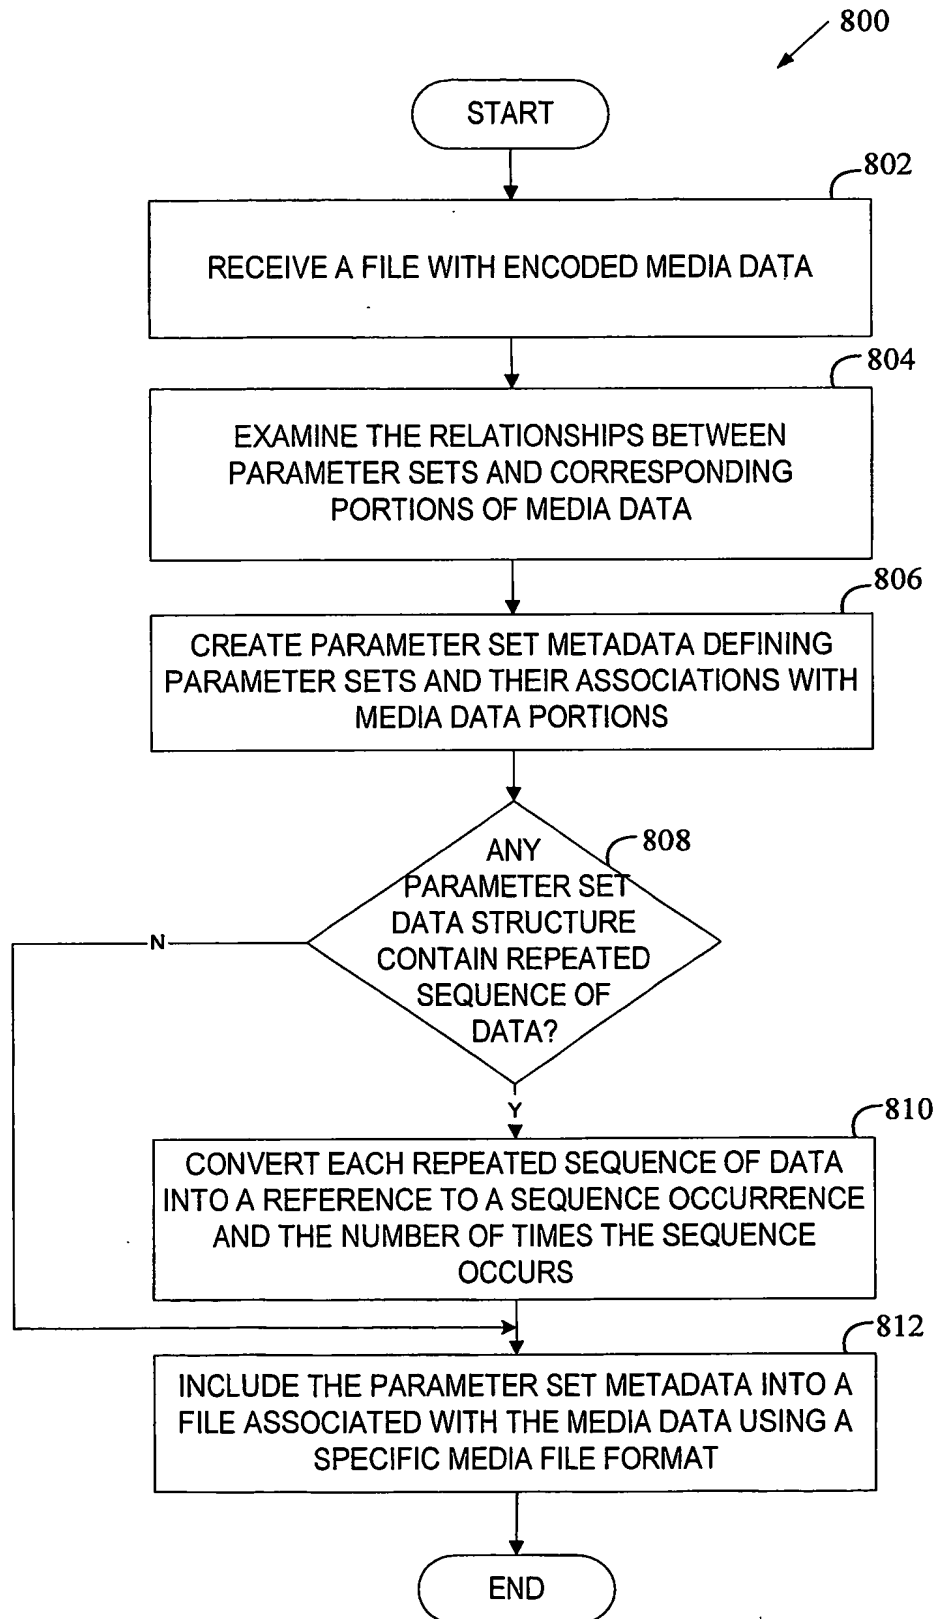 800
START
802
RECEIVE A FILE WITH ENCODED MEDIA DATA
804
EXAMINE THE RELATIONSHIPS BETWEEN
PARAMETER SETS AND CORRESPONDING
PORTIONS OF MEDIA DATA
806
CREATE PARAMETER SET METADATA DEFINING
PARAMETER SETS AND THEIR ASSOCIATIONS WITH
MEDIA DATA PORTIONS
808
ANY
PARAMETER SET
DATA STRUCTURE
CONTAIN REPEATED
SEQUENCE OF
DATA?
N
Y
810
CONVERT EACH REPEATED SEQUENCE OF DATA
INTO A REFERENCE TO A SEQUENCE OCCURRENCE
AND THE NUMBER OF TIMES THE SEQUENCE
OCCURS
812
INCLUDE THE PARAMETER SET METADATA INTO A
FILE ASSOCIATED WITH THE MEDIA DATA USING A
SPECIFIC MEDIA FILE FORMAT
END